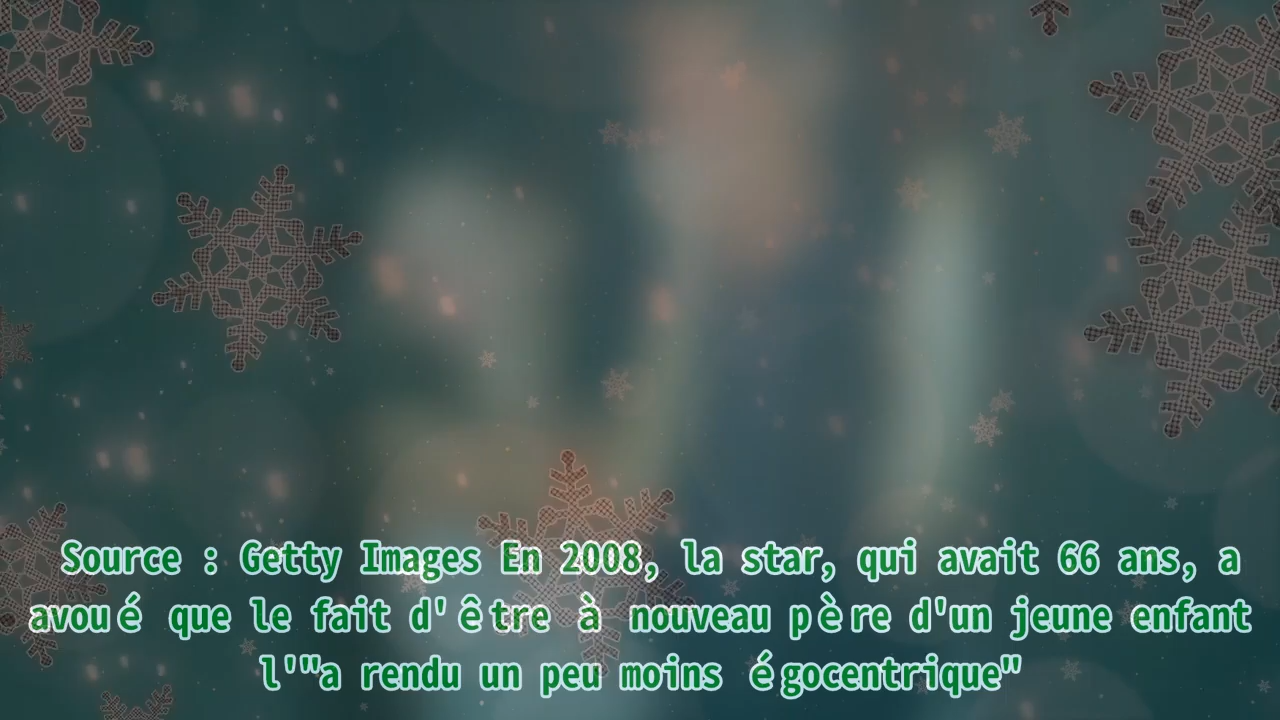 Source : Getty Images En 2008, la star, qui avait 66 ans, a
avoué que le fait d'être à nouveau père d'un jeune enfant
l'"a rendu un peu moins égocentrique"